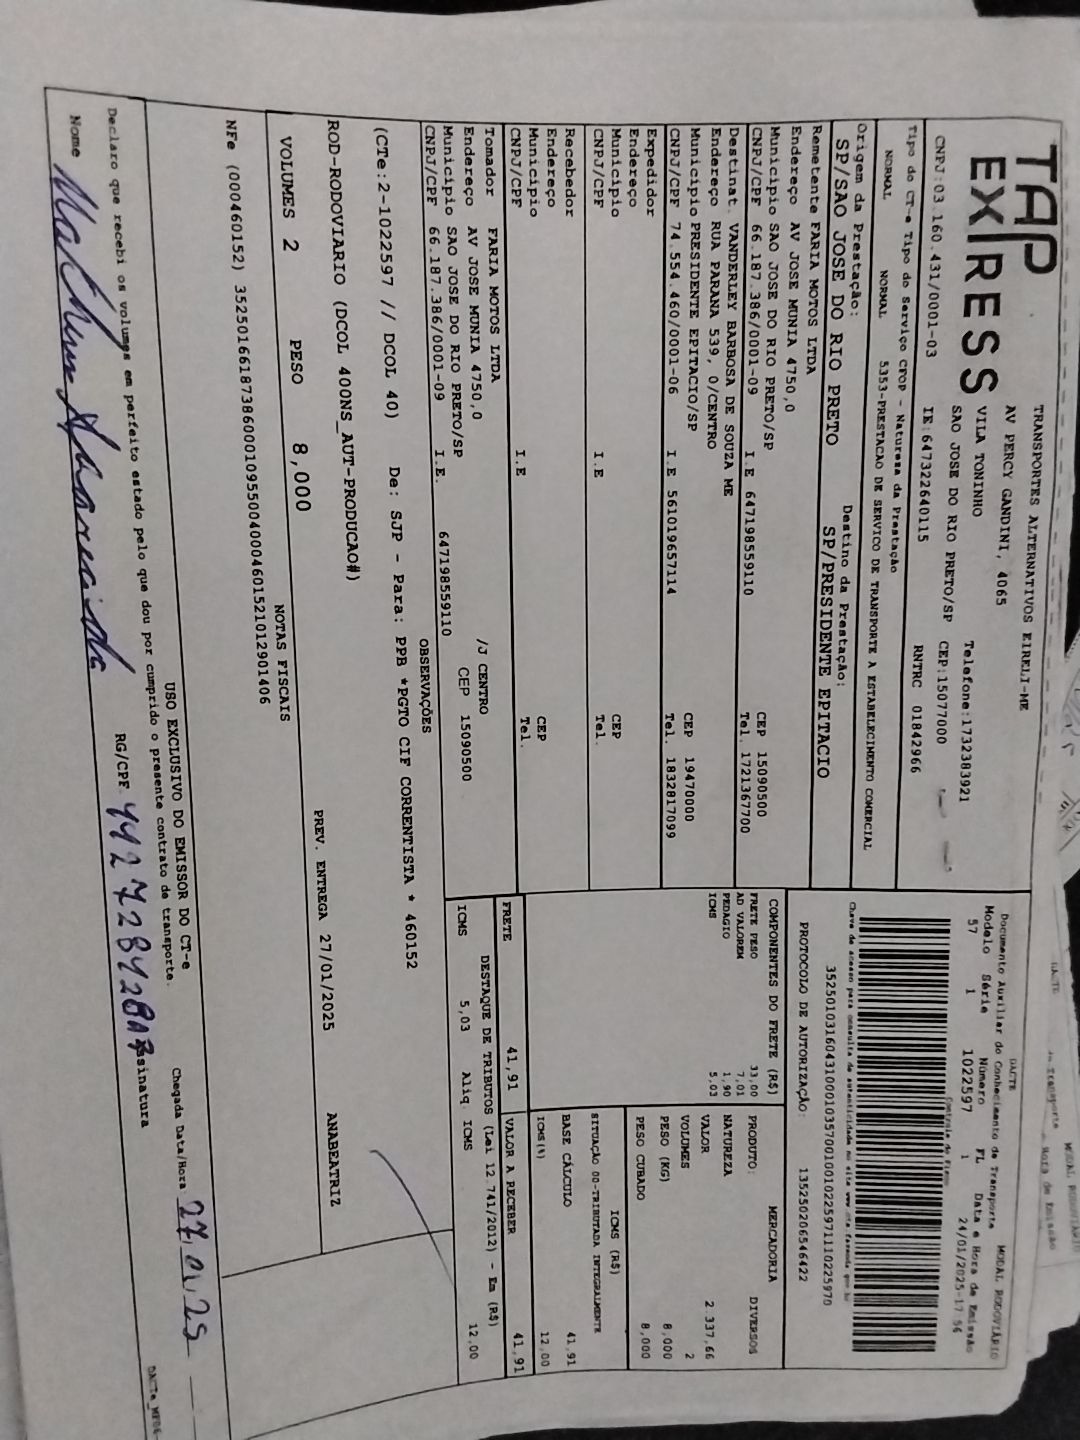 TAP
EXPRESS
TRANSPORTES ALTERNATIVOS EIRELI-ME
AV PERCY GANDINI, 4065
VILA TONINHO
SAO JOSE DO RIO PRETO/SP
Telefone:1732383921
CEP:15077000
CNPJ:03.160.431/0001-03
IE:647322640115
RNTRC 01842966
Tipo do CT-e Tipo do Serviço CFOP - Natureza da Prestação
NORMAL NORMAL 5353-PRESTACAO DE SERVICO DE TRANSPORTE A ESTABELECIMENTO COMERCIAL
Origem da Prestação: Destino da Prestação:
SP/SAO JOSE DO RIO PRETO SP/PRESIDENTE EPITACIO
DACTE MODAL RODOVIÁRIO
Documento Auxiliar do Conhecimento de Transporte
Modelo Série Número FL Data e Hora de Emissão
57 1 1022597 1 24/01/2025-17:56
Controle do Fisco
Chave de acesso para consulta de autenticidade no site www.cte.fazenda.gov.br
35250103160431000103570010010225971110225970
PROTOCOLO DE AUTORIZAÇÃO: 135250206546422
Remetente FARIA MOTOS LTDA
Endereço AV JOSE MUNIA 4750,0
Municipio SAO JOSE DO RIO PRETO/SP CEP 15090500
CNPJ/CPF 66.187.386/0001-09 I.E 647198559110 Tel. 1721367700
Destinat. VANDERLEY BARBOSA DE SOUZA ME
Endereço RUA PARANA 539, 0/CENTRO
Municipio PRESIDENTE EPITACIO/SP CEP 19470000
CNPJ/CPF 74.554.460/0001-06 I.E 561019657114 Tel. 1832817099
Expedidor
Endereço
Municipio CEP
CNPJ/CPF I.E Tel.
Recebedor
Endereço
Municipio CEP
CNPJ/CPF I.E Tel.
Tomador FARIA MOTOS LTDA
Endereço AV JOSE MUNIA 4750,0 /J CENTRO
Municipio SAO JOSE DO RIO PRETO/SP CEP 15090500
CNPJ/CPF 66.187.386/0001-09 I.E. 647198559110
COMPONENTES DO FRETE (R$)
FRETE PESO 33,00
AD VALOREM 7,01
PEDAGIO 1,90
ICMS 5,03
MERCADORIA
PRODUTO: DIVERSOS
NATUREZA
VALOR 2.337,66
VOLUMES 2
PESO (KG) 8,000
PESO CUBADO 8,000
ICMS (R$)
SITUAÇÃO 00-TRIBUTADA INTEGRALMENTE
BASE CÁLCULO 41,91
ICMS(%) 12,00
FRETE 41,91 VALOR A RECEBER 41,91
DESTAQUE DE TRIBUTOS (Lei 12.741/2012) - Em (R$)
ICMS 5,03 Aliq. ICMS 12,00
OBSERVAÇÕES
(CTe:2-1022597 // DCOL 40) De: SJP - Para: PPB *PGTO CIF CORRENTISTA * 460152
ROD-RODOVIARIO (DCOL 400NS_AUT-PRODUCAO#)
ANABEATRIZ
VOLUMES 2 PESO 8,000 PREV. ENTREGA 27/01/2025
NOTAS FISCAIS
NFe (000460152) 35250166187386000109550040004601521012901406
USO EXCLUSIVO DO EMISSOR DO CT-e
Declaro que recebi os volumes em perfeito estado pelo que dou por cumprido o presente contrato de transporte.
Chegada Data/Hora 27/01/25
Nome RG/CPF Assinatura